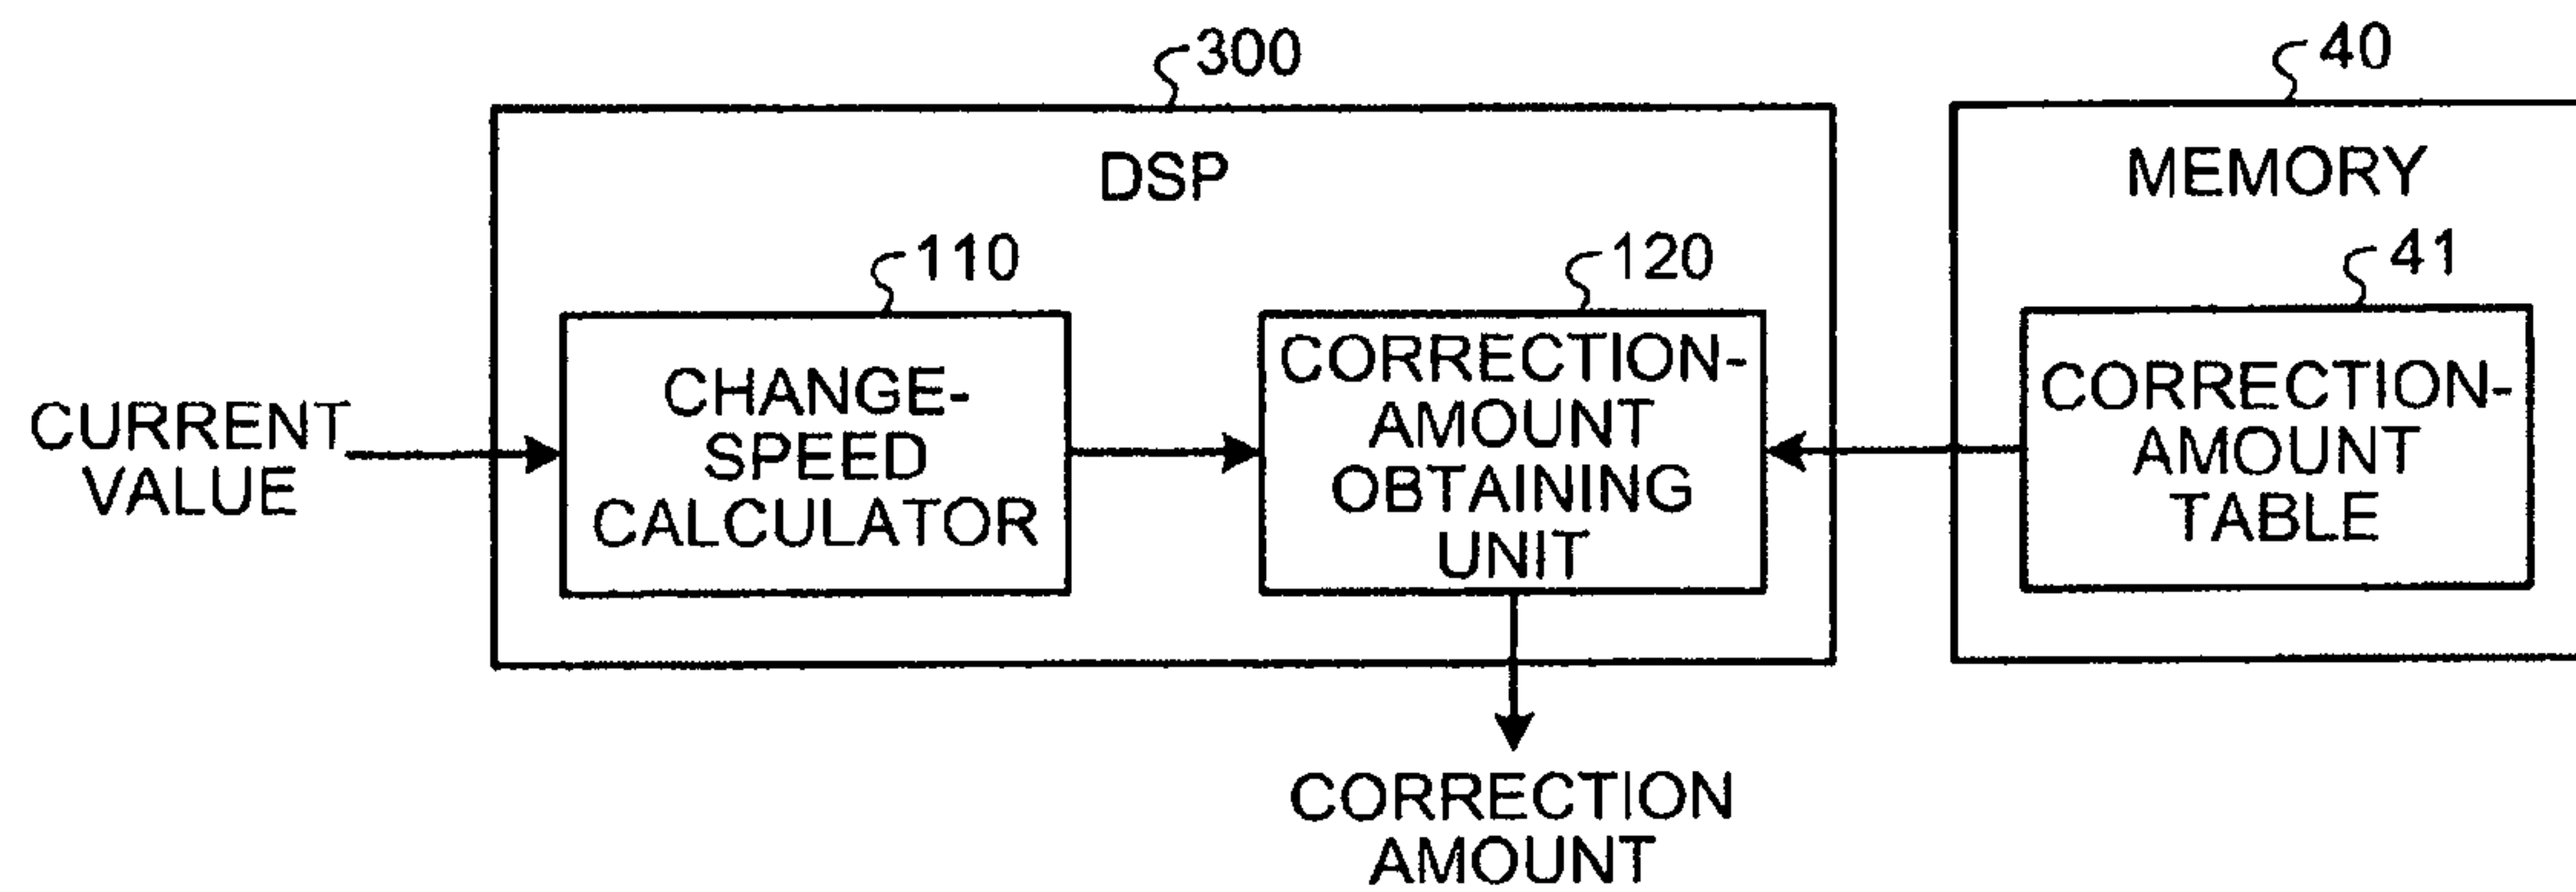 300
40
DSP
MEMORY
110
120
41
CURRENT
VALUE
CHANGE-
SPEED
CALCULATOR
CORRECTION-
AMOUNT
OBTAINING
UNIT
CORRECTION-
AMOUNT
TABLE
CORRECTION
AMOUNT